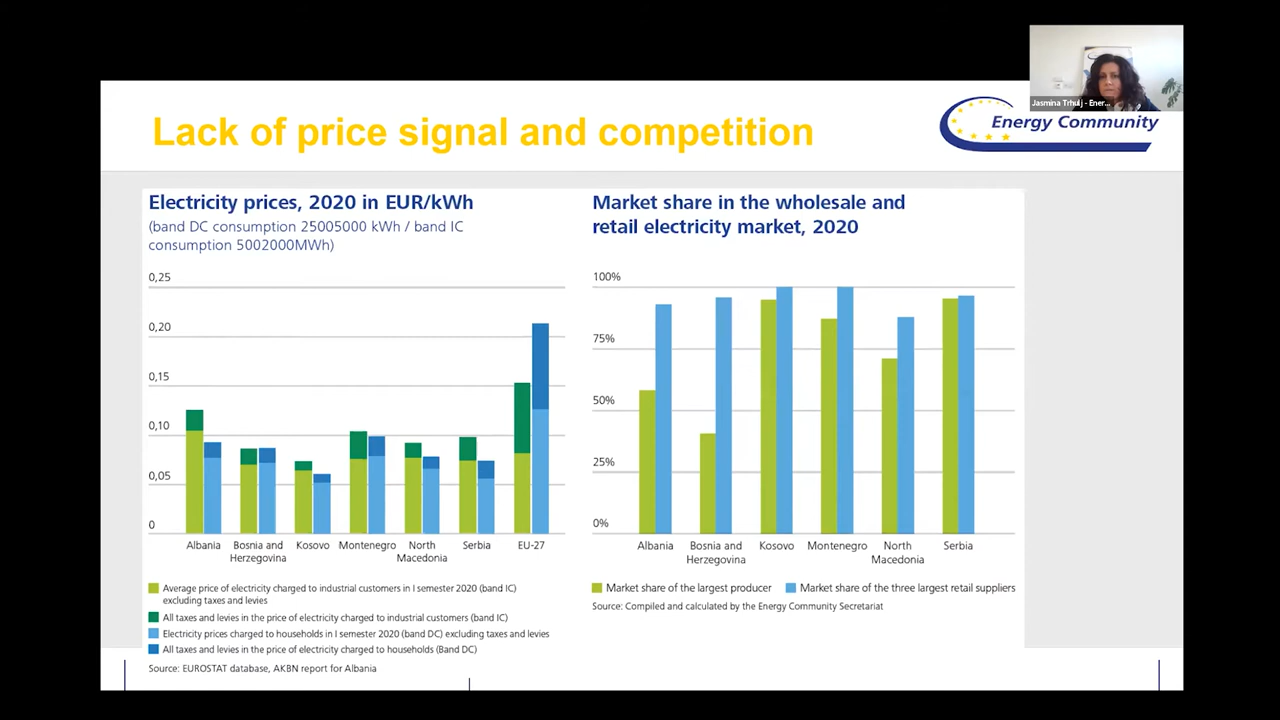 Jasmina Trhulj - Ener...
Lack of price signal and competition
Energy Community
Electricity prices, 2020 in EUR/kWh
(band DC consumption 25005000 kWh / band IC
consumption 5002000MWh)
0,25
0,20
0,15
0,10
0,05
0
Albania
Bosnia and
Herzegovina
Kosovo
Montenegro
North
Macedonia
Serbia
EU-27
Average price of electricity charged to industrial customers in I semester 2020 (band IC)
excluding taxes and levies
All taxes and levies in the price of electricity charged to industrial customers (band IC)
Electricity prices charged to households in I semester 2020 (band DC) excluding taxes and levies
All taxes and levies in the price of electricity charged to households (Band DC)
Source: EUROSTAT database, AKBN report for Albania
Market share in the wholesale and
retail electricity market, 2020
100%
75%
50%
25%
0%
Albania
Bosnia and
Herzegovina
Kosovo
Montenegro
North
Macedonia
Serbia
Market share of the largest producer
Market share of the three largest retail suppliers
Source: Compiled and calculated by the Energy Community Secretariat